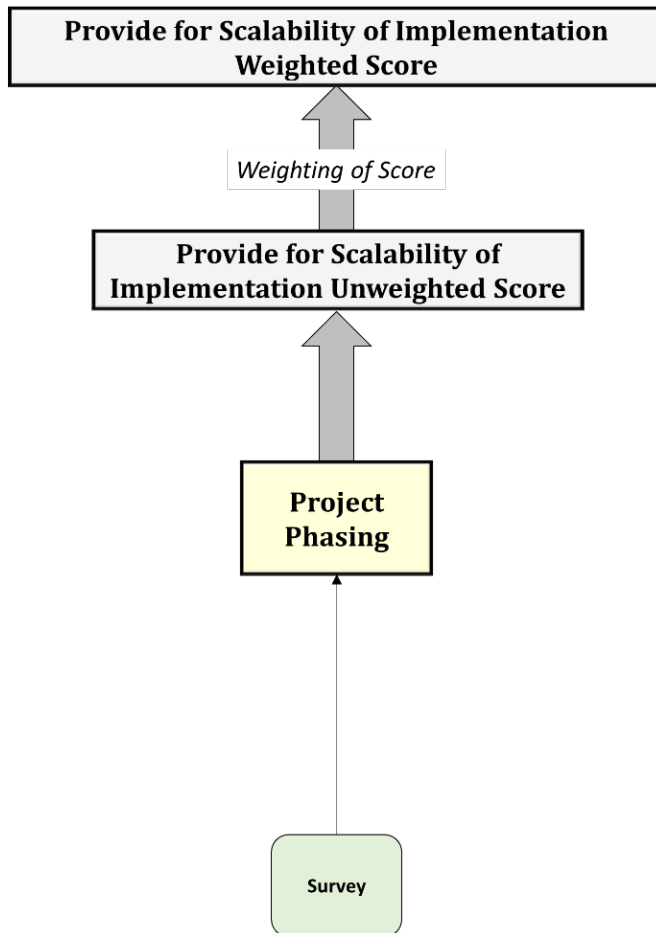 Provide for Scalability of Implementation
Weighted Score
Weighting of Score
Provide for Scalability of
Implementation Unweighted Score
Project
Phasing
Survey